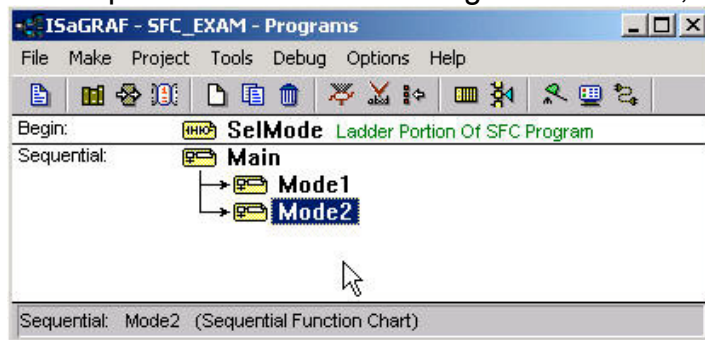 ISaGRAF - SFC_EXAM - Programs
File Make Project Tools Debug Options Help
Begin: SelMode Ladder Portion Of SFC Program
Sequential: Main
Mode1
Mode2
Sequential: Mode2 (Sequential Function Chart)